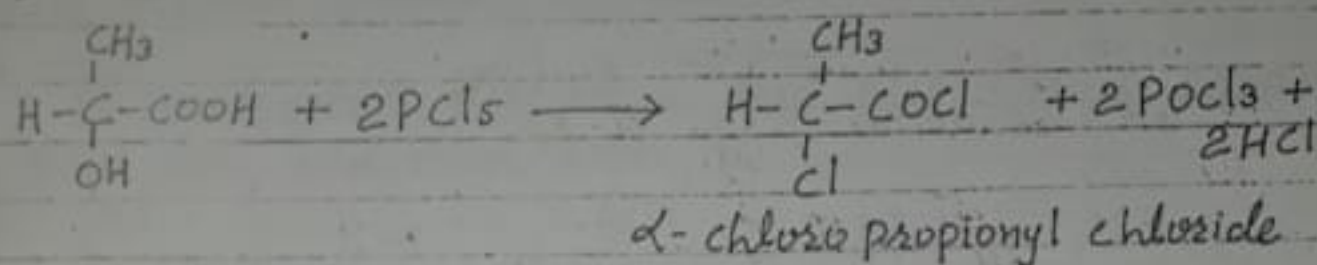 CH3 CH3
H-C-COOH + 2PCl5 ⟶ H-C-COCl + 2POCl3 +
OH Cl 2HCl
α-chloro propionyl chloride